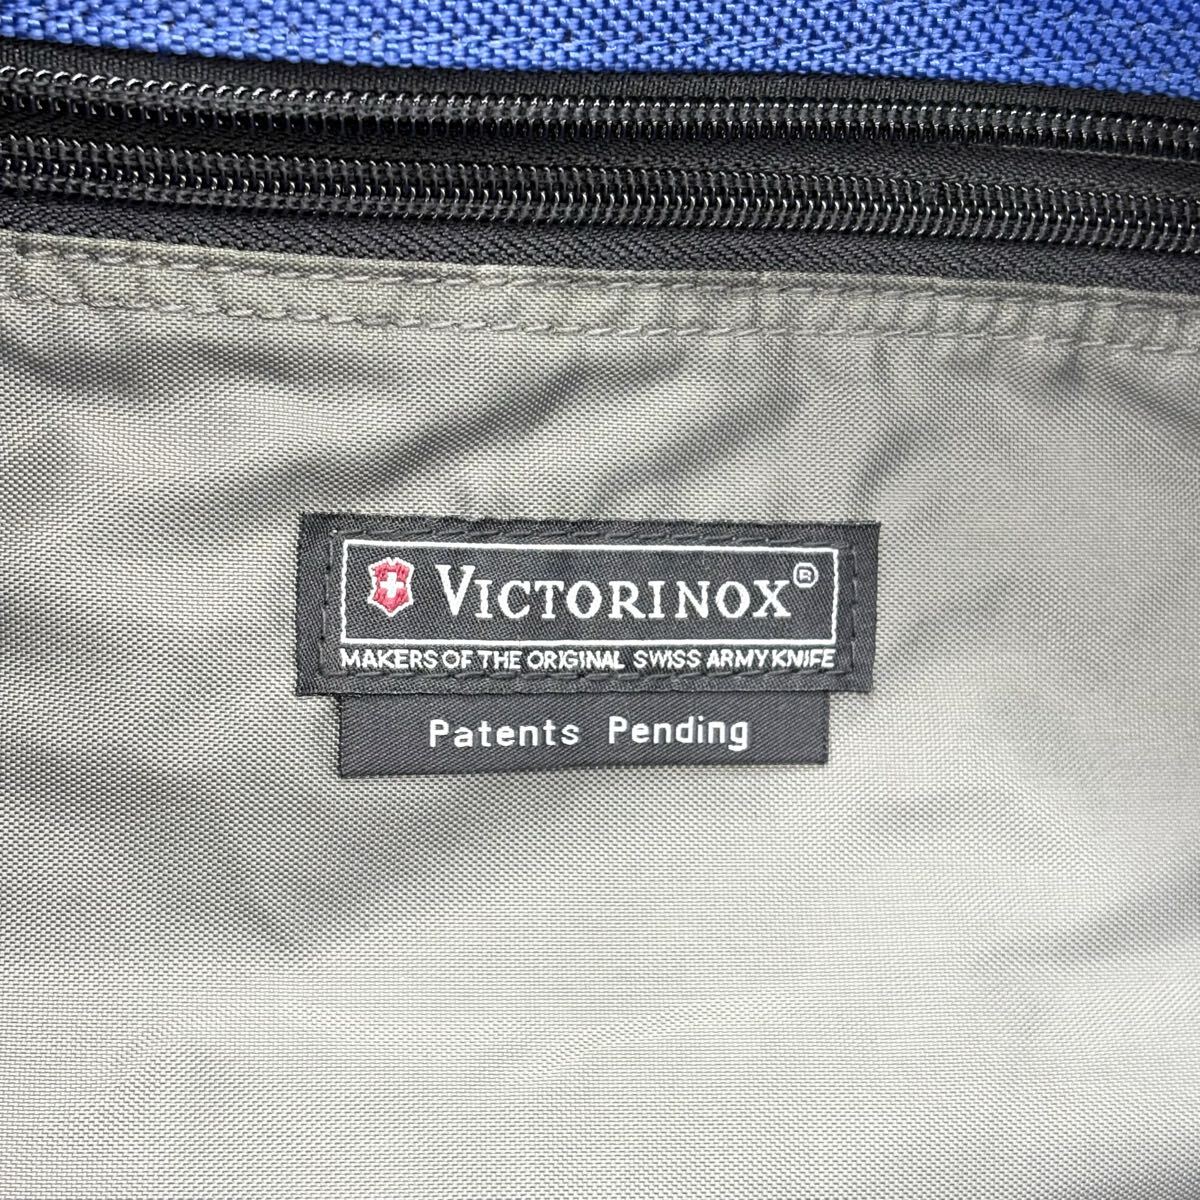 VICTORINOX®
MAKERS OF THE ORIGINAL SWISS ARMY KNIFE
Patents Pending